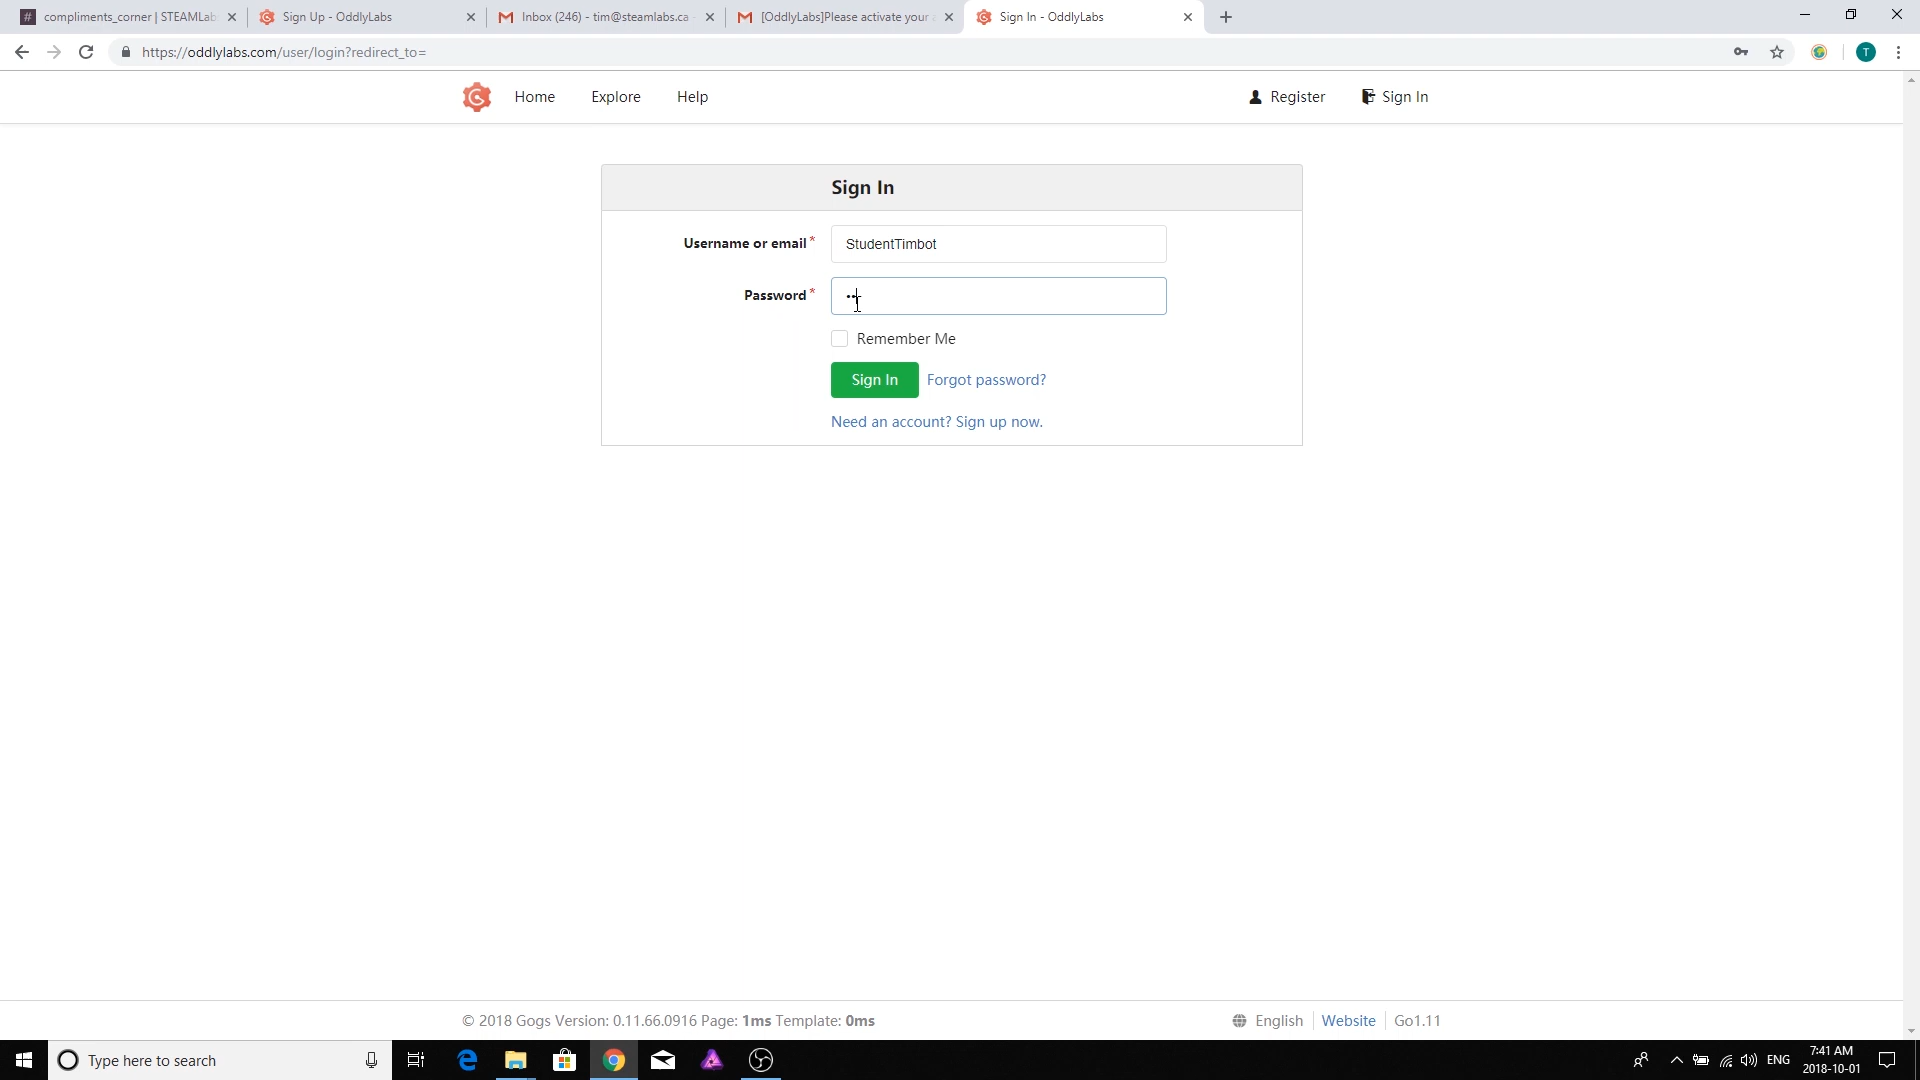 compliments_corner | STEAMLab
Sign Up - OddlyLabs
Inbox (246) - tim@steamlabs.ca -
[OddlyLabs]Please activate your
Sign In - OddlyLabs
https://oddlylabs.com/user/login?redirect_to=
T
Home
Explore
Help
Register
Sign In
Sign In
Username or email *
StudentTimbot
Password *
Remember Me
Sign In
Forgot password?
Need an account? Sign up now.
© 2018 Gogs Version: 0.11.66.0916 Page: 1ms Template: 0ms
English
Website
Go1.11
Type here to search
ENG
7:41 AM
2018-10-01